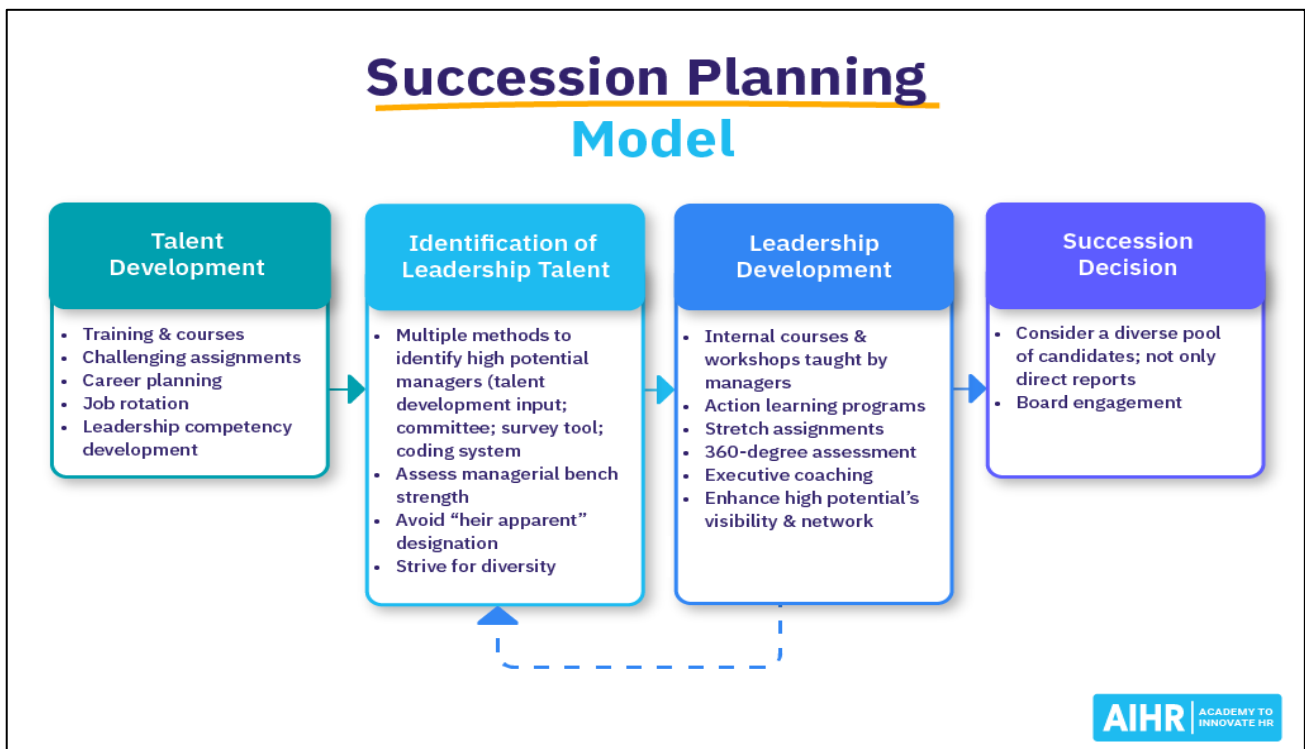 Succession Planning
Model
Talent
Development
• Training & courses
• Challenging assignments
• Career planning
• Job rotation
• Leadership competency
development
Identification of
Leadership Talent
• Multiple methods to
identify high potential
managers (talent
development input;
committee; survey tool;
coding system
• Assess managerial bench
strength
• Avoid “heir apparent”
designation
• Strive for diversity
Leadership
Development
• Internal courses &
workshops taught by
managers
• Action learning programs
• Stretch assignments
• 360-degree assessment
• Executive coaching
• Enhance high potential’s
visibility & network
Succession
Decision
• Consider a diverse pool
of candidates; not only
direct reports
• Board engagement
AIHR
ACADEMY TO
INNOVATE HR